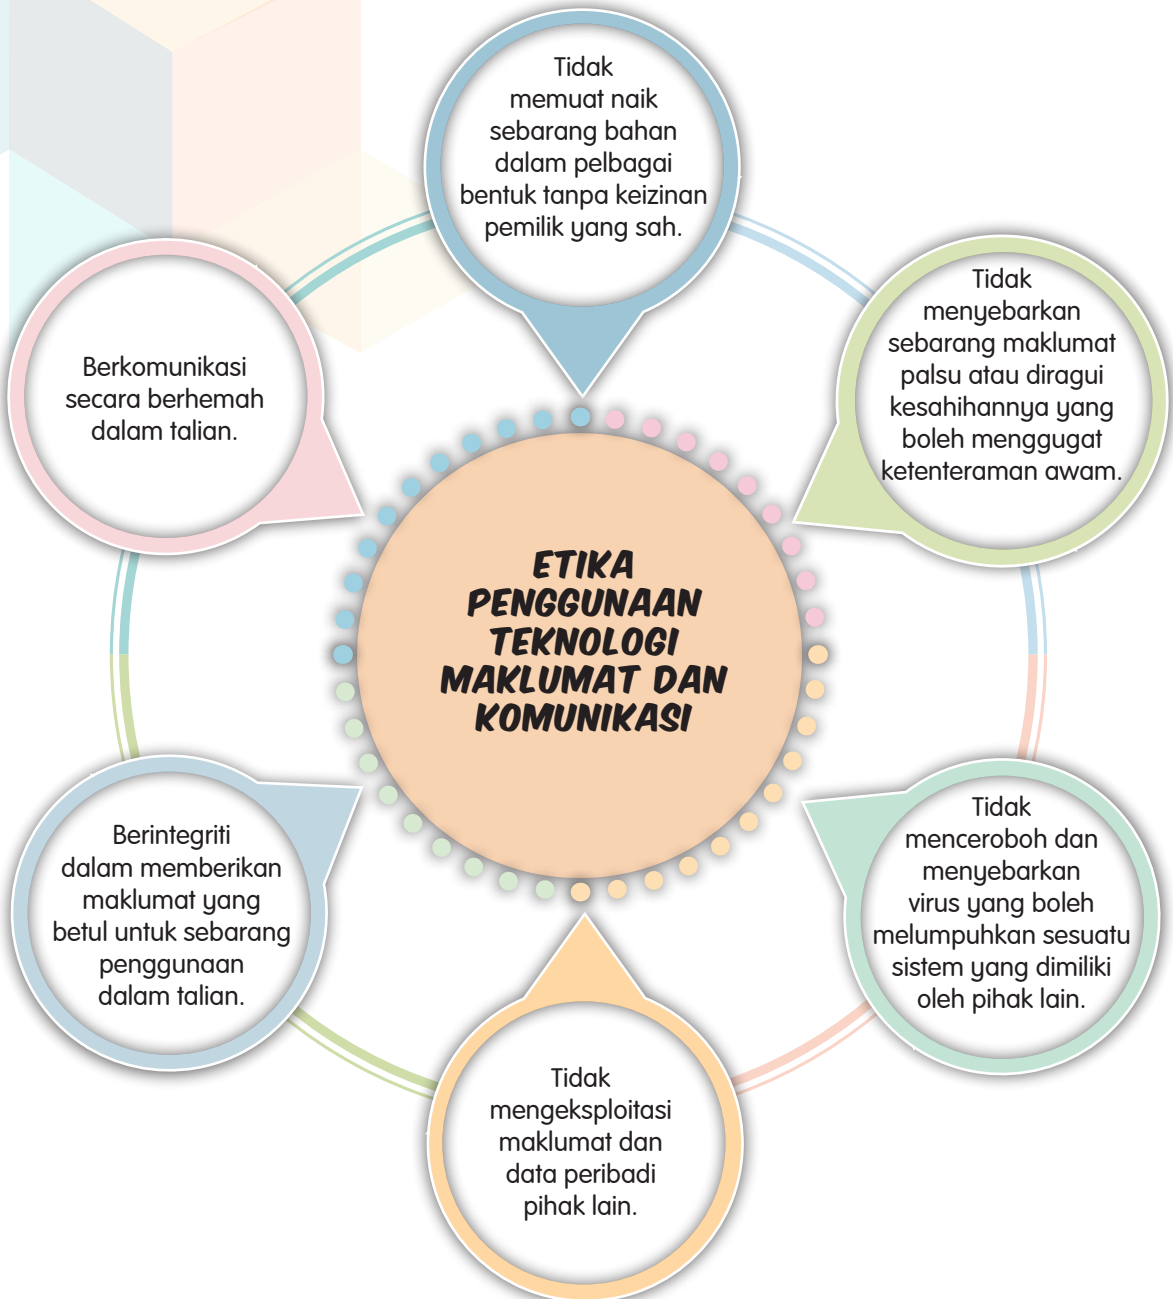 Tidak
memuat naik
sebarang bahan
dalam pelbagai
bentuk tanpa keizinan
pemilik yang sah.
Tidak
menyebarkan
sebarang maklumat
palsu atau diragui
kesahihannya yang
boleh menggugat
ketenteraman awam.
Berkomunikasi
secara berhemah
dalam talian.
ETIKA
PENGGUNAAN
TEKNOLOGI
MAKLUMAT DAN
KOMUNIKASI
Berintegriti
dalam memberikan
maklumat yang
betul untuk sebarang
penggunaan
dalam talian.
Tidak
menceroboh dan
menyebarkan
virus yang boleh
melumpuhkan sesuatu
sistem yang dimiliki
oleh pihak lain.
Tidak
mengeksploitasi
maklumat dan
data peribadi
pihak lain.